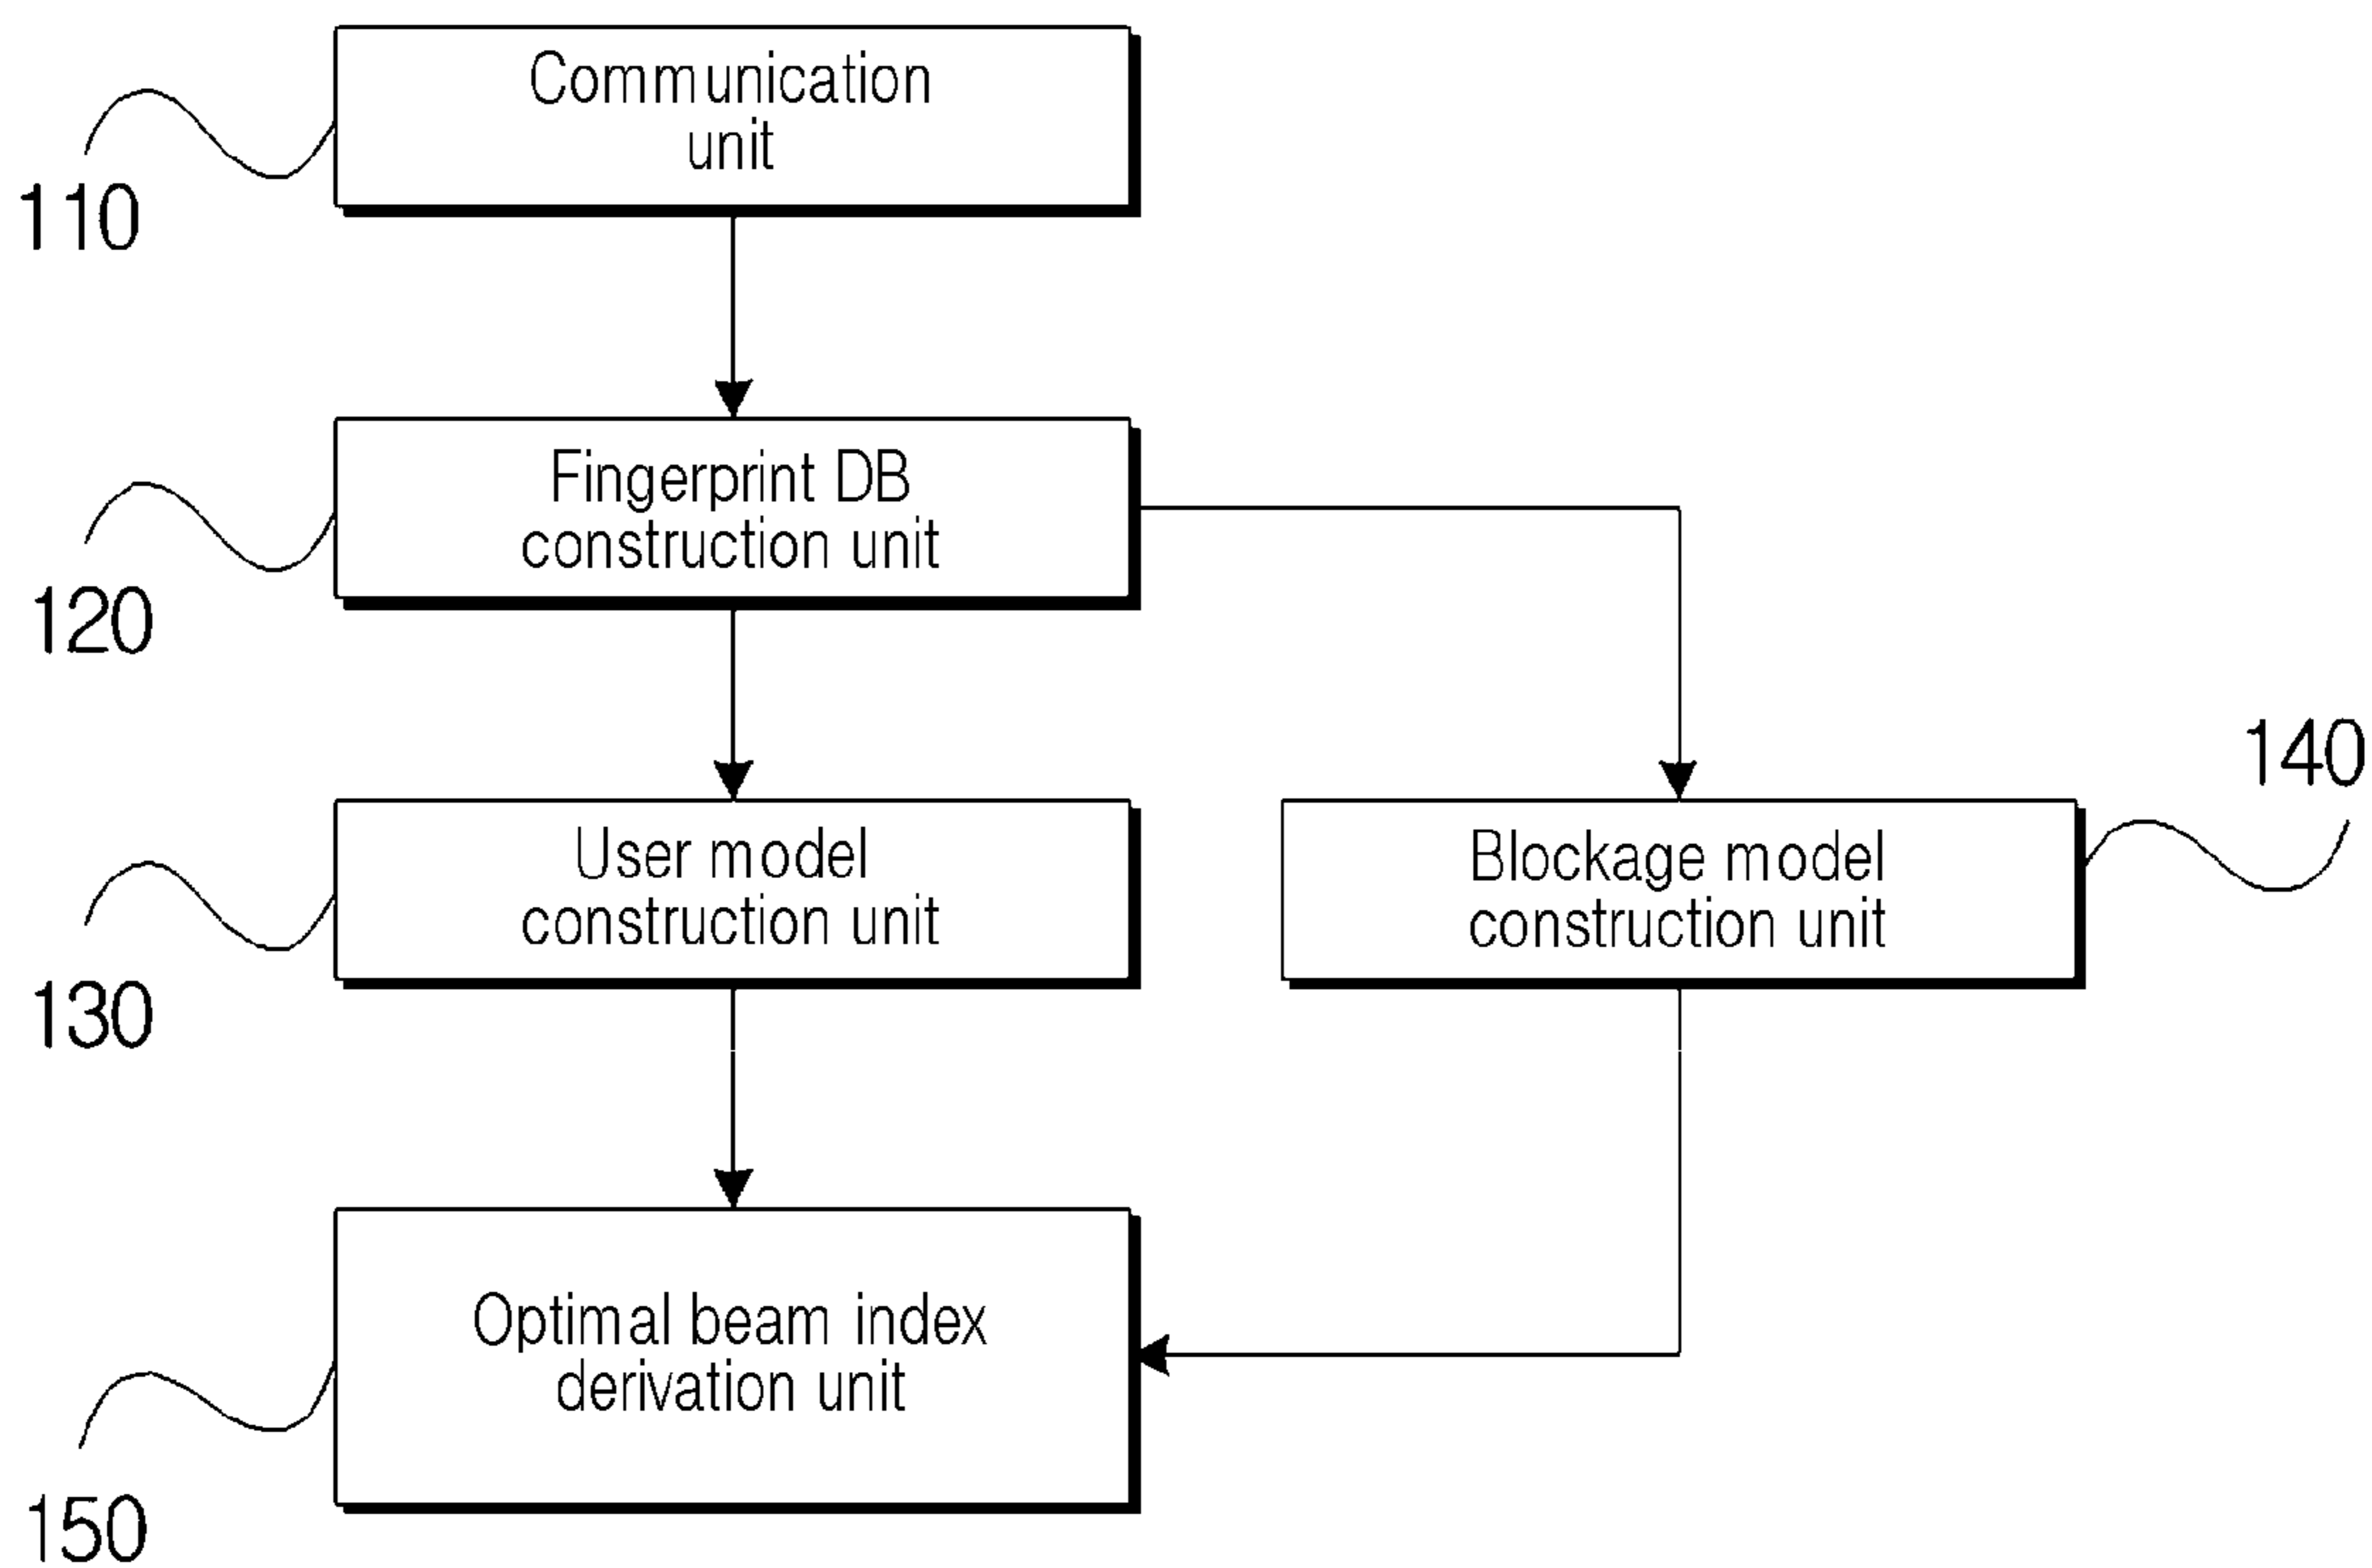 Communication
unit
110
Fingerprint DB
construction unit
120
User model
construction unit
130
Blockage model
construction unit
140
Optimal beam index
derivation unit
150